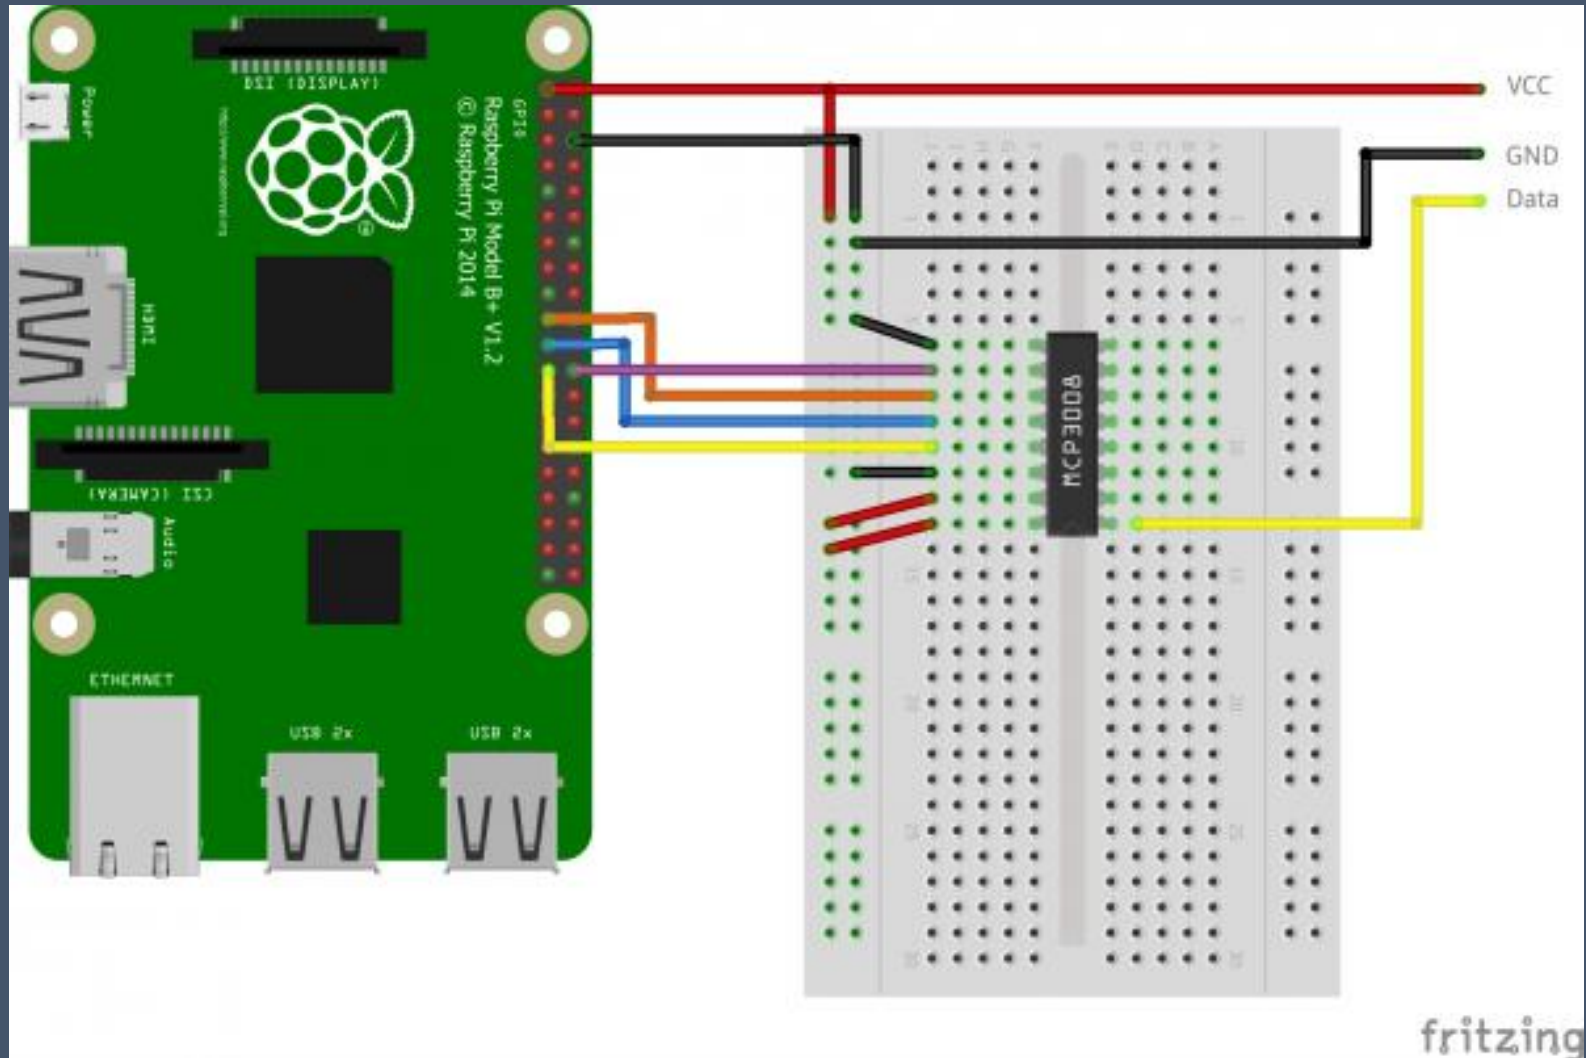 DSI (DISPLAY)
Power
GPIO
Raspberry Pi Model B+ V1.2
© Raspberry Pi 2014
HDMI
CSI (CAMERA)
Audio
ETHERNET
USB 2x
USB 2x
MCP3008
VCC
GND
Data
fritzing